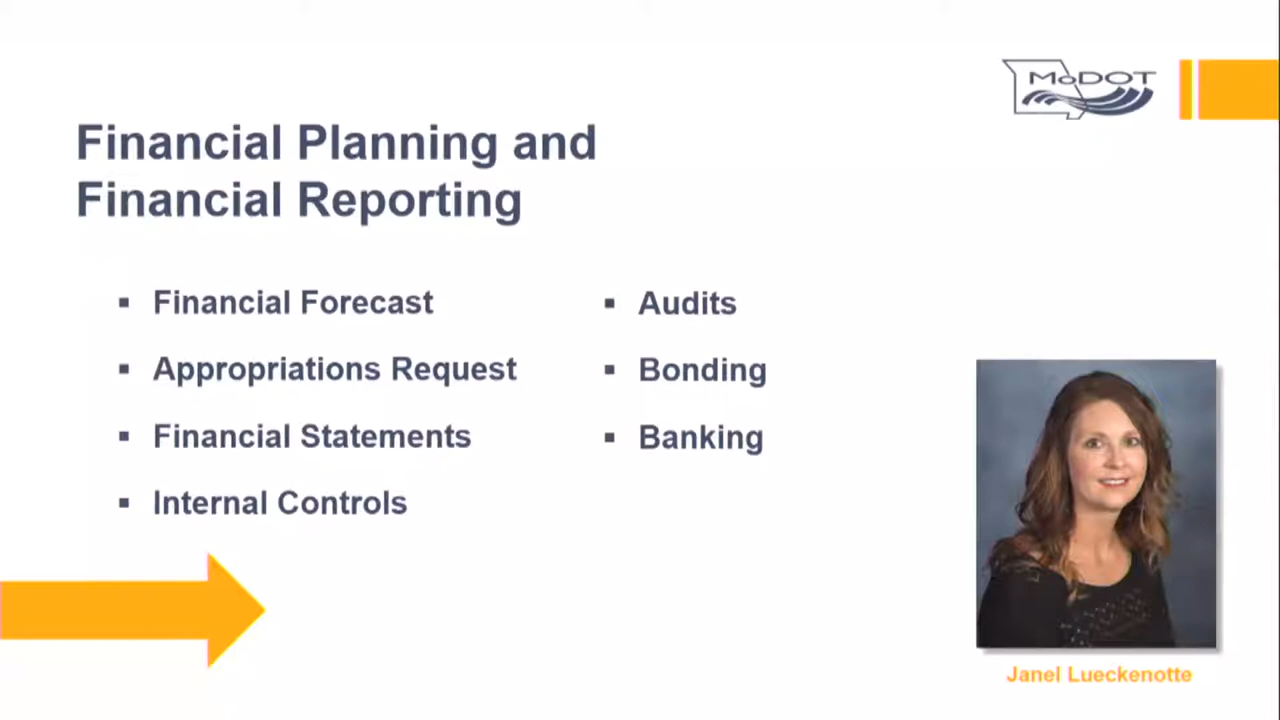 MoDOT
Financial Planning and
Financial Reporting
▪ Financial Forecast
▪ Appropriations Request
▪ Financial Statements
▪ Internal Controls
▪ Audits
▪ Bonding
▪ Banking
Janel Lueckenotte